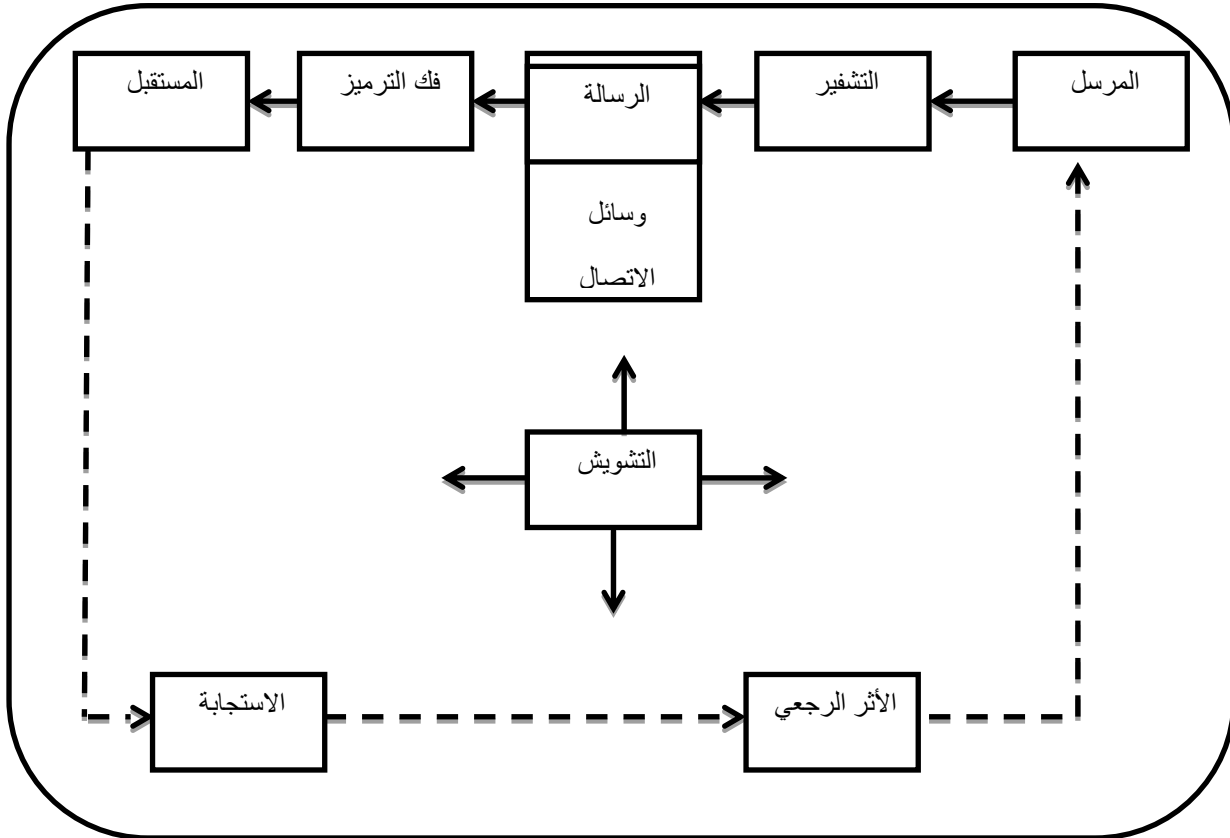 المرسل
التشفير
الرسالة
فك الترميز
المستقبل
وسائل
الاتصال
التشويش
الاستجابة
الأثر الرجعي